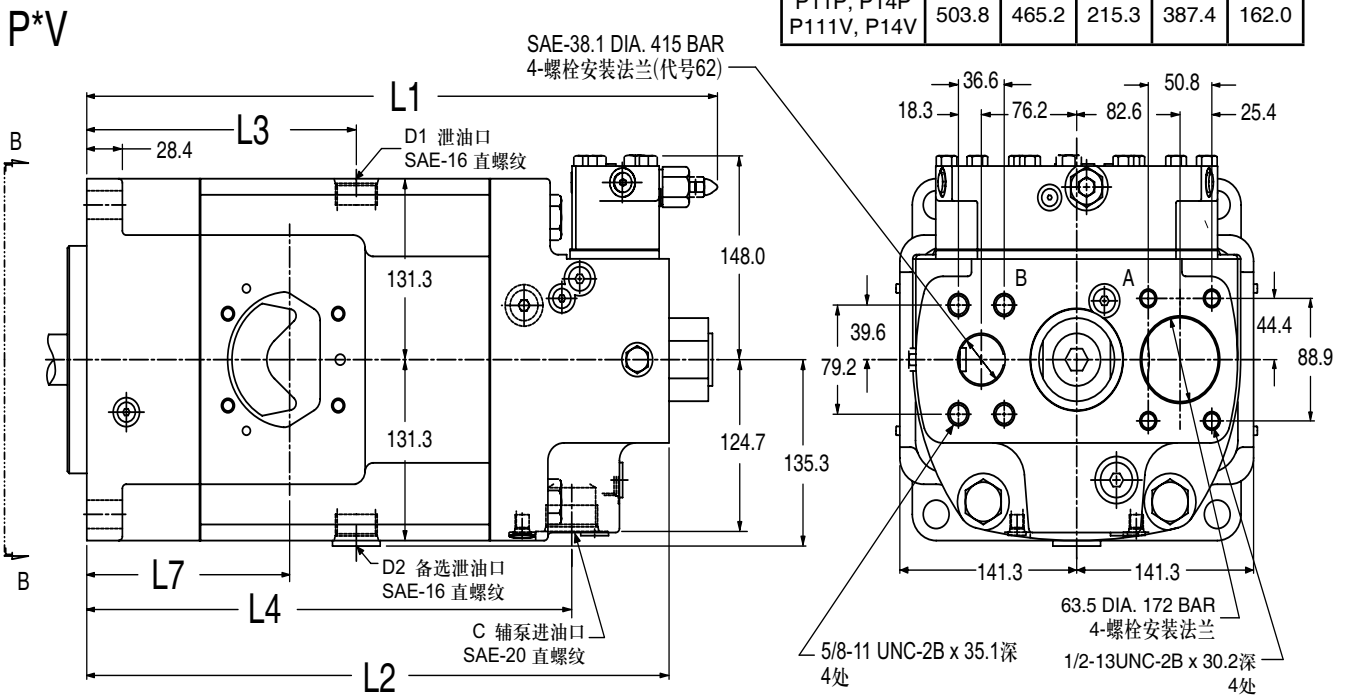 P*V
P11P, P14P
P111V, P14V
503.8 465.2 215.3 387.4 162.0
SAE-38.1 DIA. 415 BAR
4-螺栓安装法兰(代号62)
L1
L3
28.4
D1 泄油口
SAE-16 直螺纹
B
B
131.3
131.3
148.0
124.7
135.3
L7
L4
L2
D2 备选泄油口
SAE-16 直螺纹
C 辅泵进油口
SAE-20 直螺纹
36.6
50.8
18.3
76.2
82.6
25.4
B
A
39.6
79.2
44.4
88.9
141.3
141.3
63.5 DIA. 172 BAR
4-螺栓安装法兰
5/8-11 UNC-2B x 35.1深
4处
1/2-13UNC-2B x 30.2深
4处